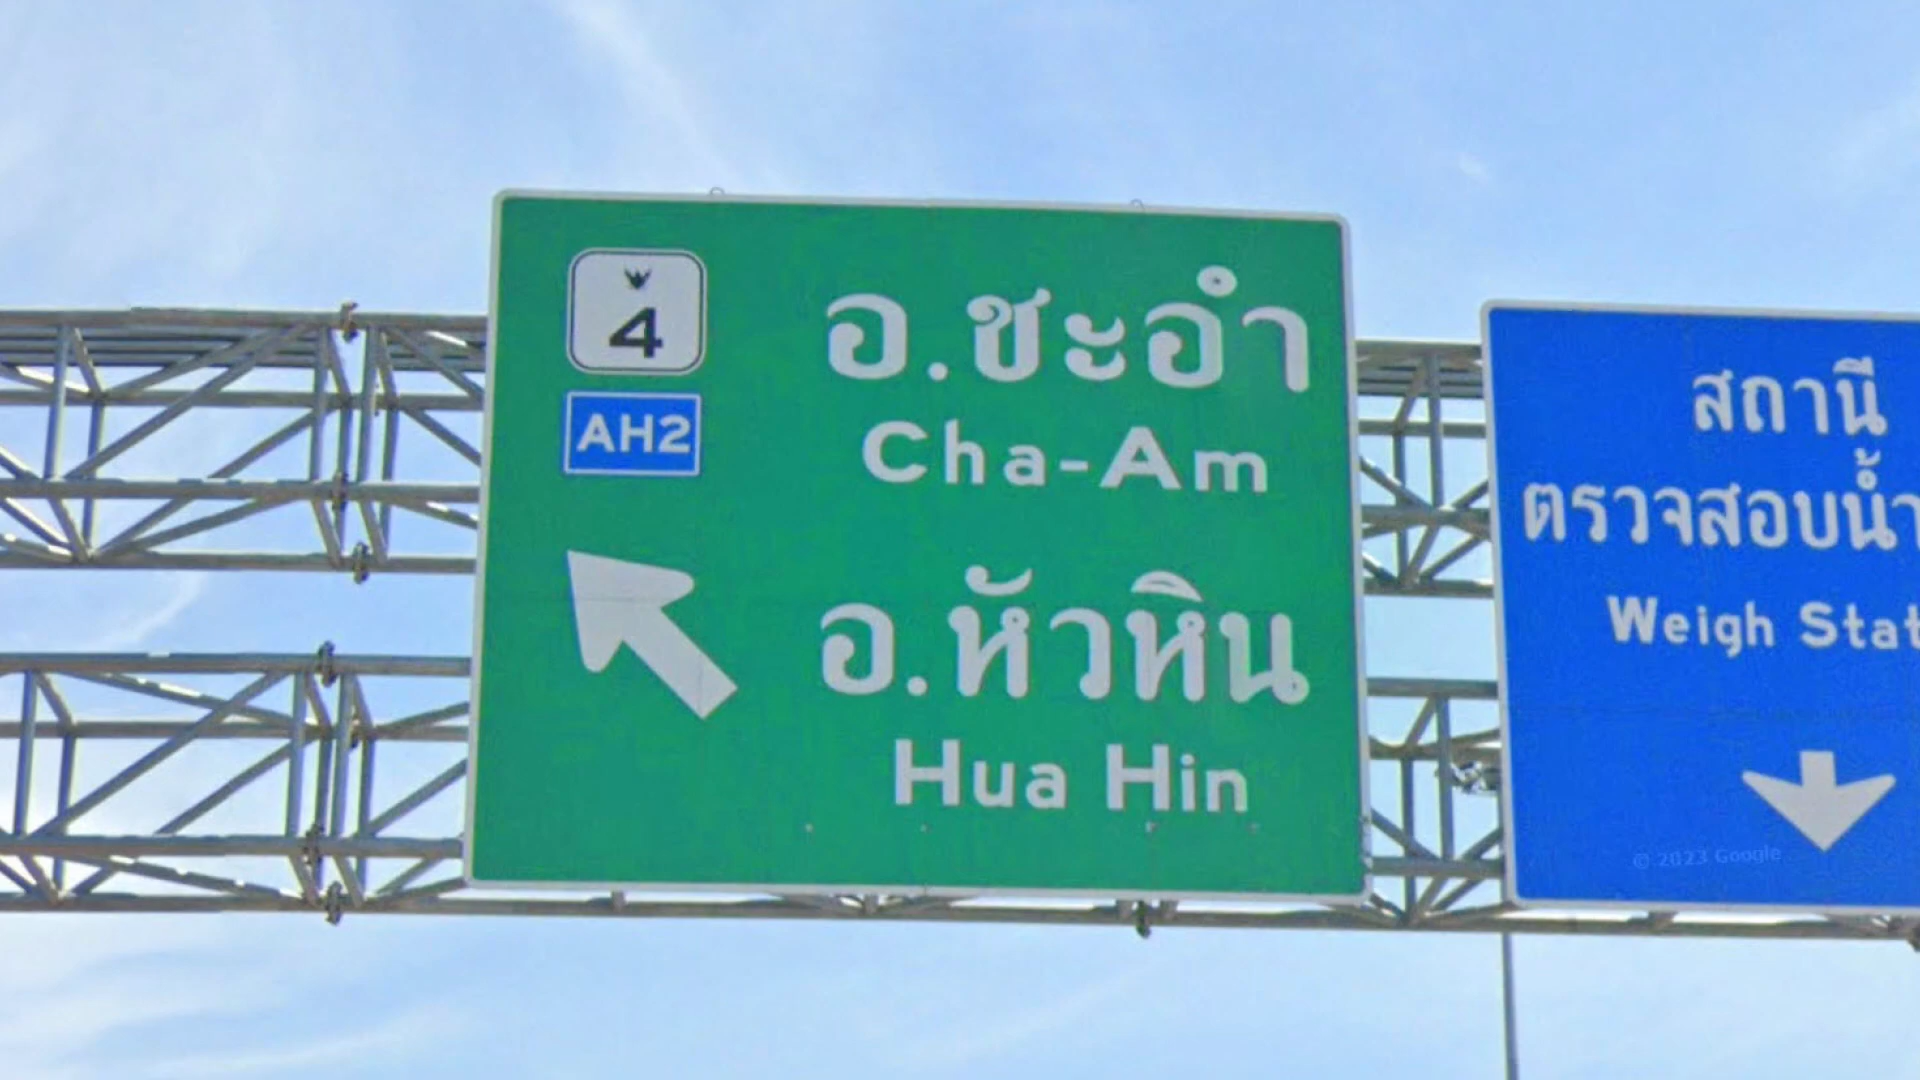 4
AH2
อ.ชะอำ
Cha-Am
อ.หัวหิน
Hua Hin
สถานี
ตรวจสอบน้ำ
Weigh Stat
© 2023 Google